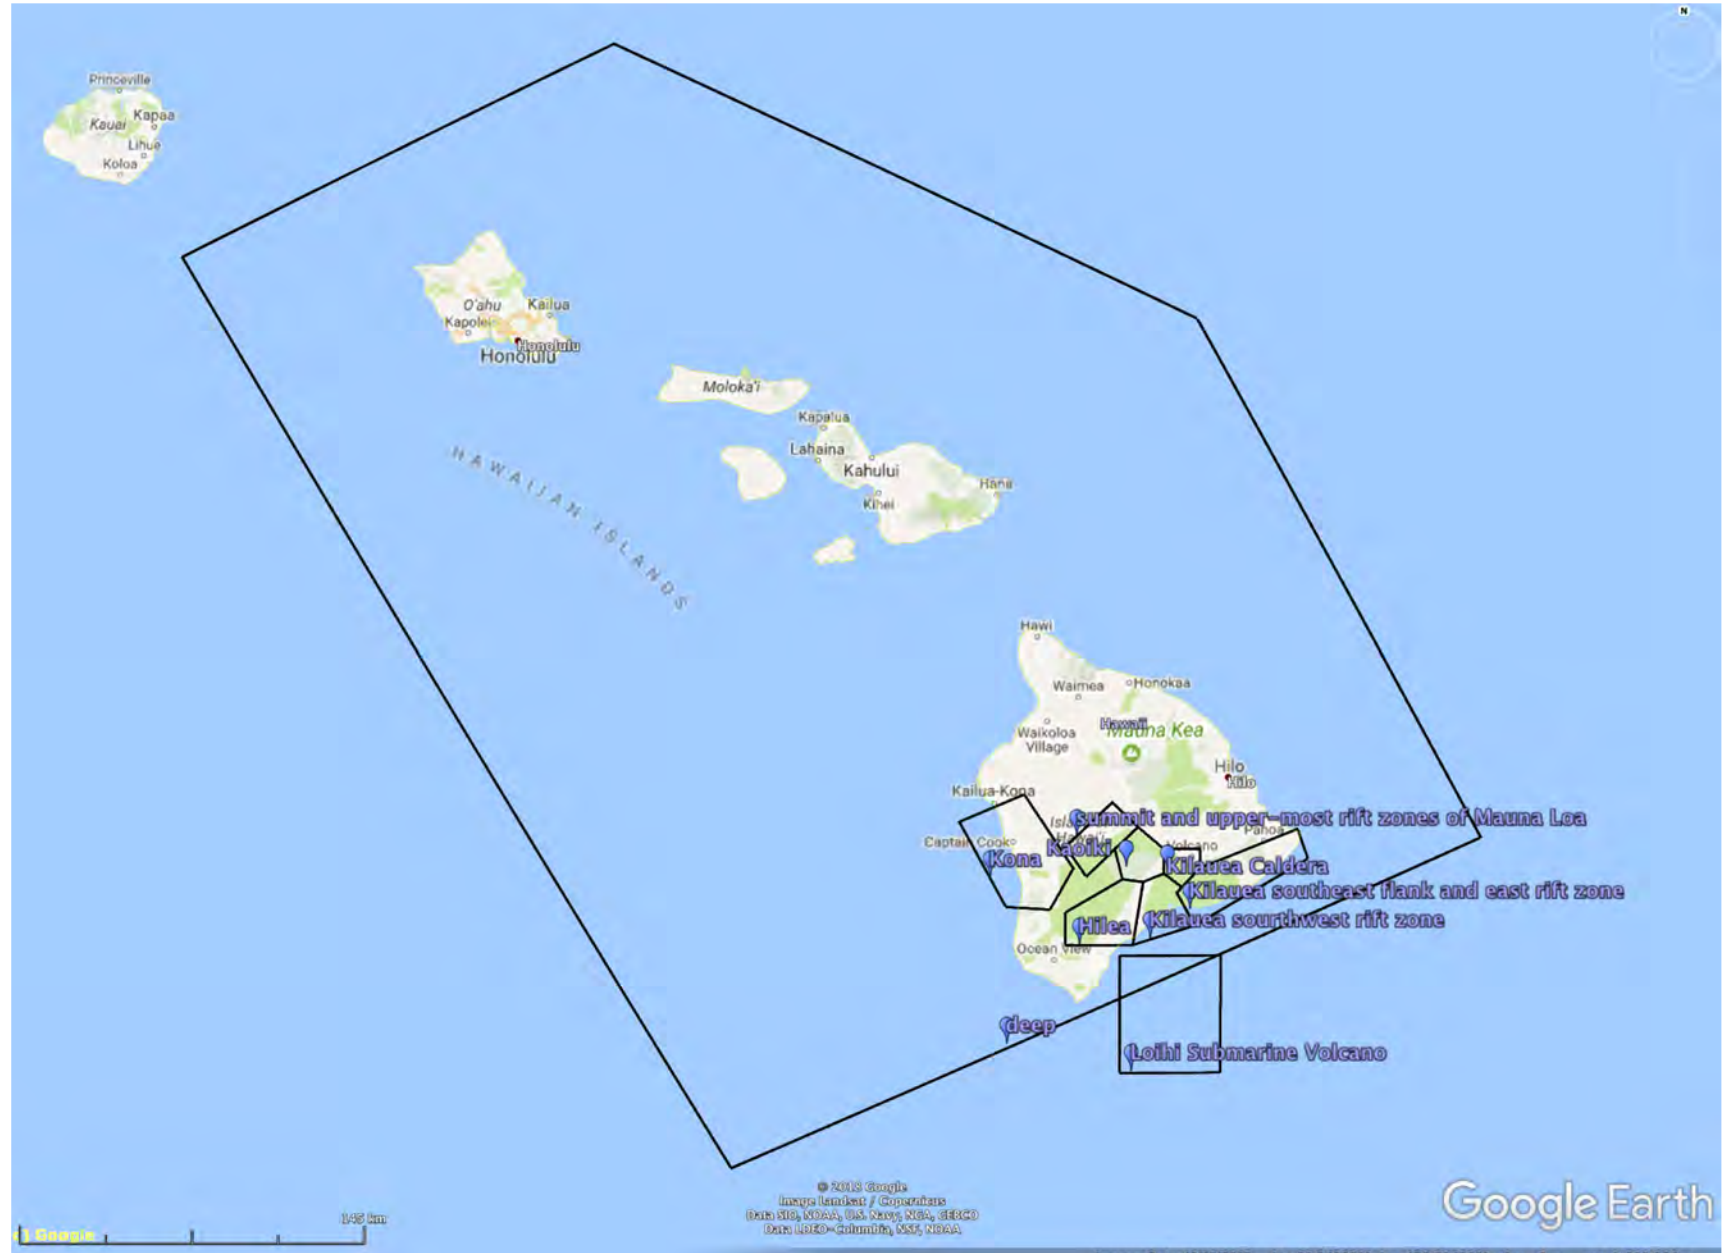 N
Princeville
Kauai
Kapaa
Lihue
Koloa
O'ahu
Kailua
Kapolei
Honolulu
Honolulu
Moloka'i
Kapalua
Lahaina
Kahului
Hana
Kihei
HAWAIIAN ISLANDS
Hawi
Waimea
Honokaa
Hawaii
Mauna Kea
Waikoloa
Village
Hilo
Hilo
Kailua-Kona
summit and upper-most rift zones of Mauna Loa
Pahoa
Captain Cook
Hawai'i
Kaoiki
Volcano
Kona
Kilauea Caldera
Kilauea southeast flank and east rift zone
Kilauea sourthwest rift zone
Hilea
Ocean View
deep
Loihi Submarine Volcano
© 2018 Google
Image Landsat / Copernicus
Data SIO, NOAA, U.S. Navy, NGA, GEBCO
Data LDEO-Columbia, NSF, NOAA
Google Earth
145 km
Google